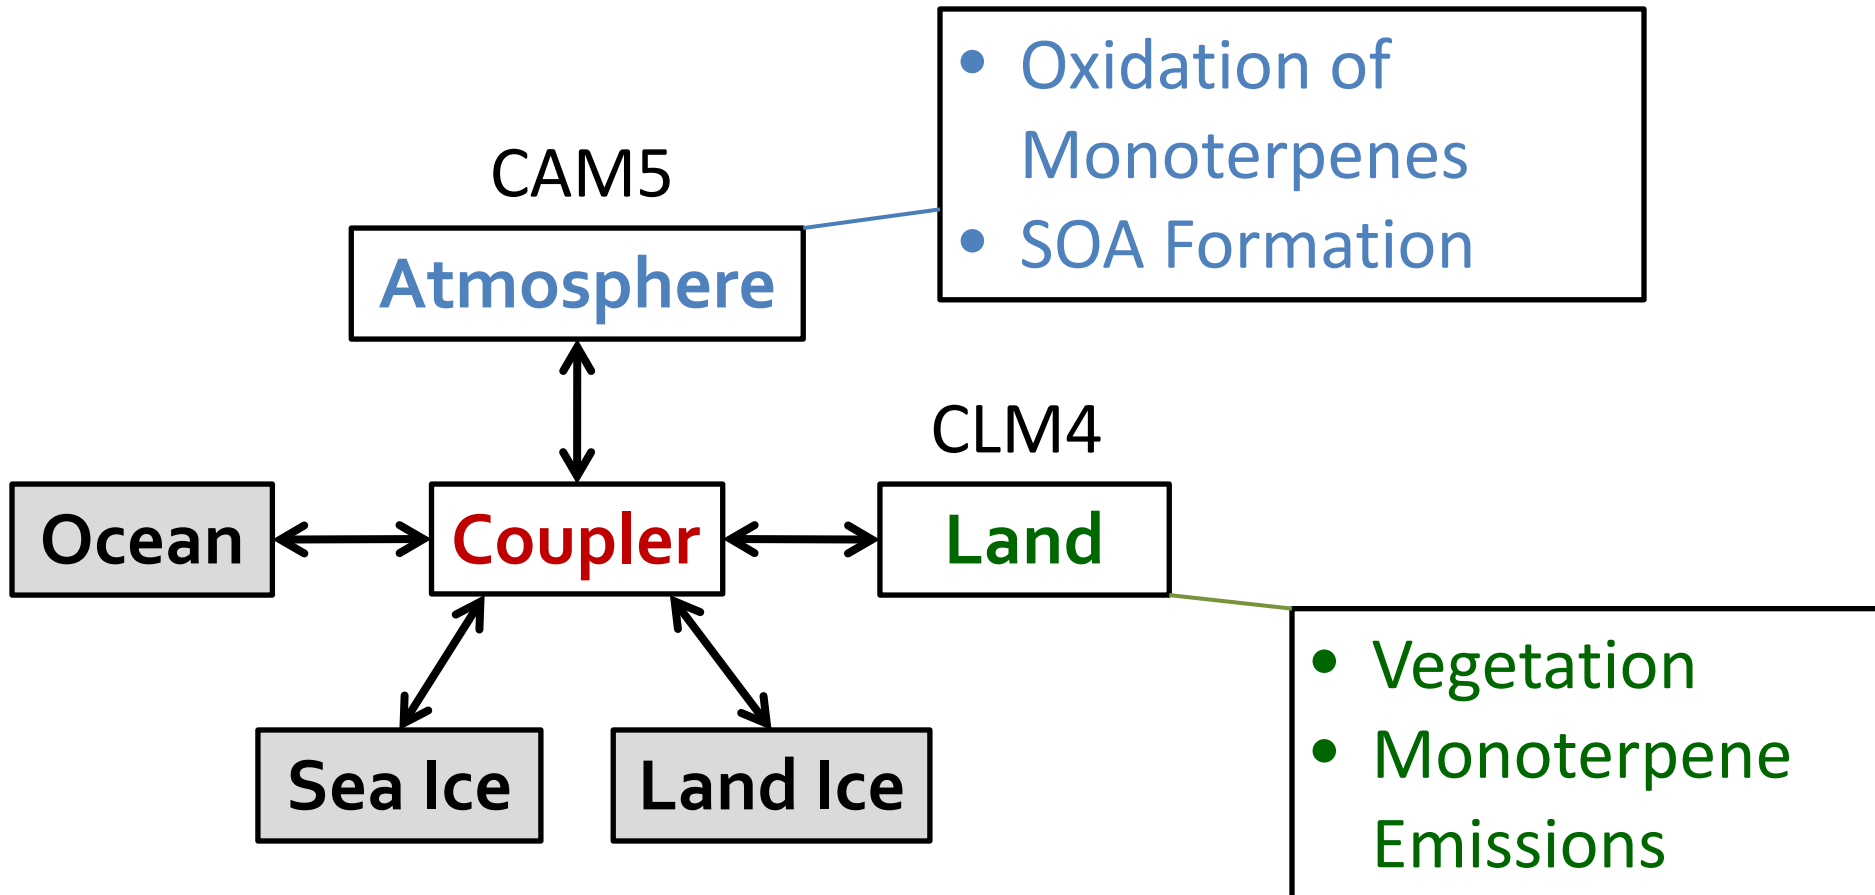 • Oxidation of
Monoterpenes
• SOA Formation
CAM5
Atmosphere
CLM4
Ocean
Coupler
Land
• Vegetation
• Monoterpene
Emissions
Sea Ice
Land Ice